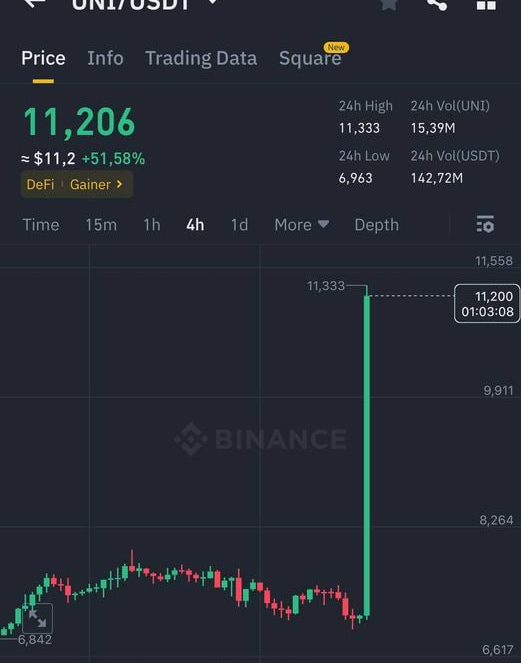 UNI/USDT
Price Info Trading Data Square New
11,206
≈ $11,2 +51,58%
DeFi Gainer
24h High 24h Vol(UNI)
11,333 15,39M
24h Low 24h Vol(USDT)
6,963 142,72M
Time 15m 1h 4h 1d More Depth
11,558
11,333
11,200
01:03:08
9,911
BINANCE
8,264
6,842
6,617